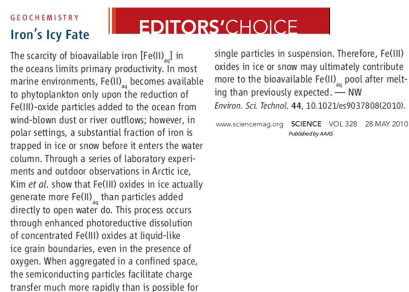 GEOCHEMISTRY
Iron's Icy Fate
The scarcity of bioavailable iron [Fe(II)aq] in
the oceans limits primary productivity. In most
marine environments, Fe(II)aq becomes available
to phytoplankton only upon the reduction of
Fe(III)-oxide particles added to the ocean from
wind-blown dust or river outflows; however, in
polar settings, a substantial fraction of iron is
trapped in ice or snow before it enters the water
column. Through a series of laboratory experi-
ments and outdoor observations in Arctic ice,
Kim et al. show that Fe(III) oxides in ice actually
generate more Fe(II)aq than particles added
directly to open water do. This process occurs
through enhanced photoreductive dissolution
of concentrated Fe(III) oxides at liquid-like
ice grain boundaries, even in the presence of
oxygen. When aggregated in a confined space,
the semiconducting particles facilitate charge
transfer much more rapidly than is possible for
EDITORS'CHOICE
single particles in suspension. Therefore, Fe(III)
oxides in ice or snow may ultimately contribute
more to the bioavailable Fe(II)aq pool after melt-
ing than previously expected. — NW
Environ. Sci. Technol. 44, 10.1021/es9037808(2010).
www.sciencemag.org SCIENCE VOL 328 28 MAY 2010
Published by AAAS